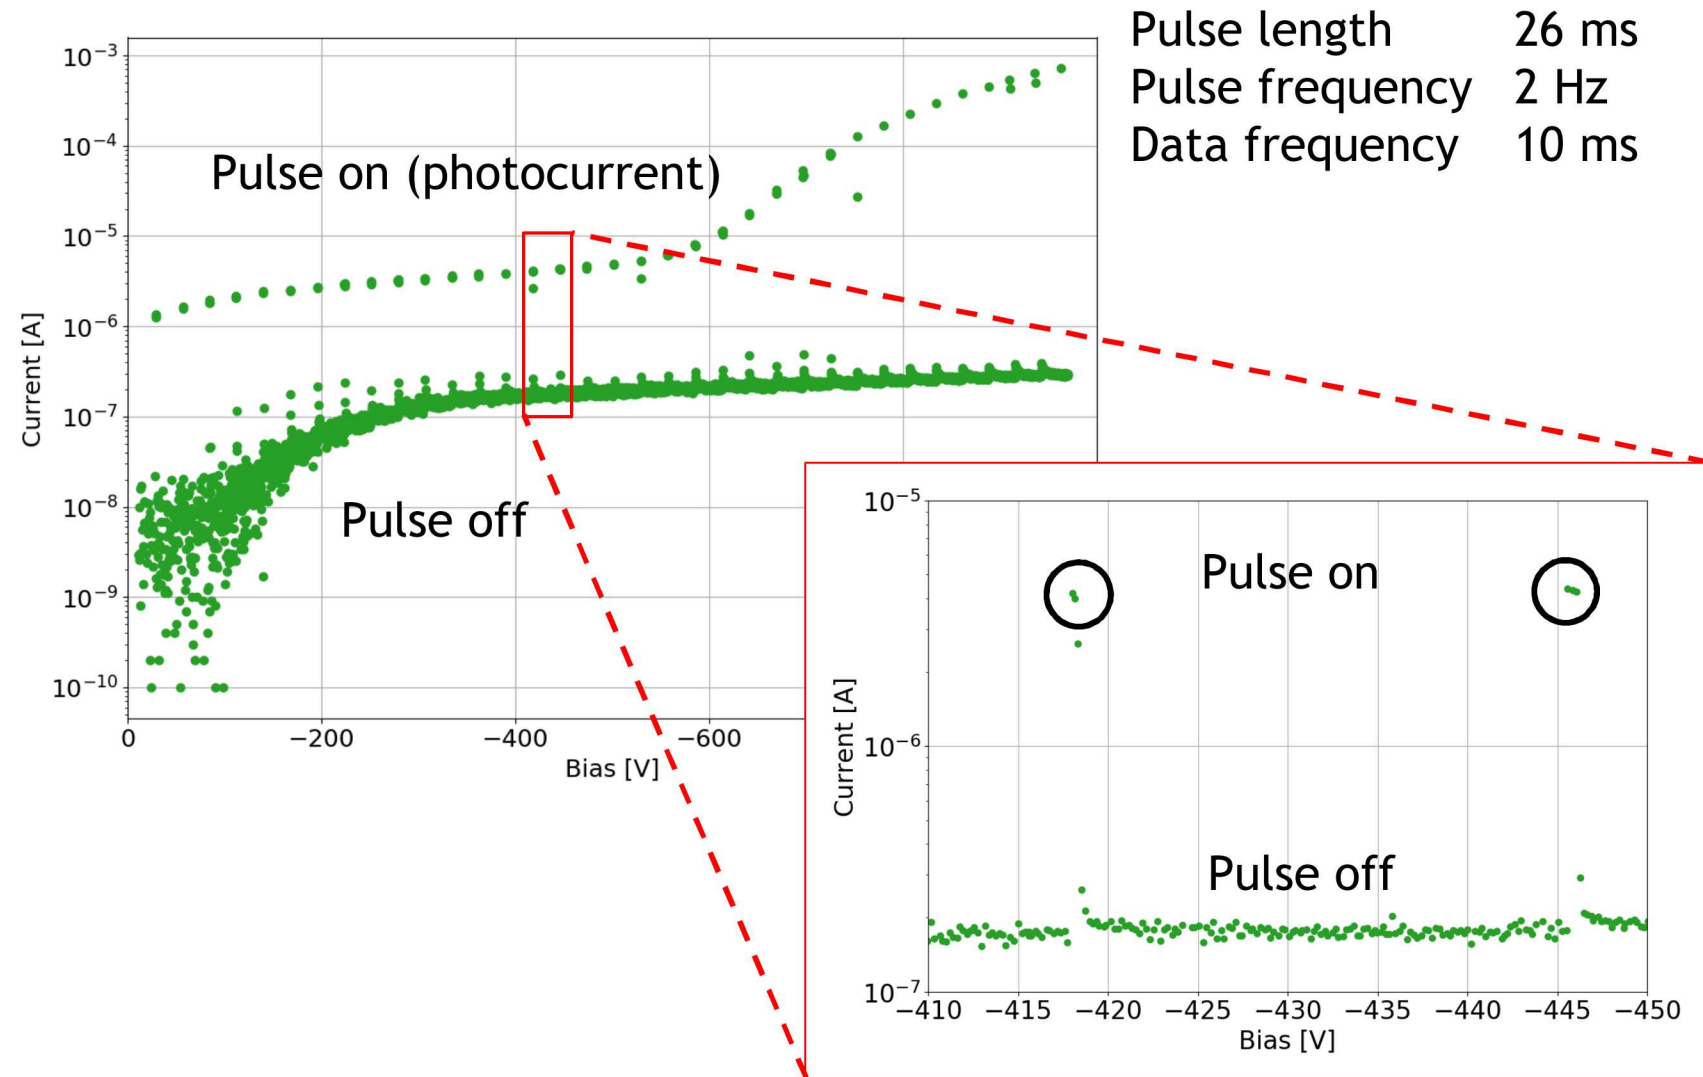 Pulse length 26 ms
Pulse frequency 2 Hz
Data frequency 10 ms
10⁻³
10⁻⁴
10⁻⁵
10⁻⁶
10⁻⁷
10⁻⁸
10⁻⁹
10⁻¹⁰
Current [A]
Pulse on (photocurrent)
Pulse off
0 −200 −400 −600
Bias [V]
10⁻⁵
10⁻⁶
10⁻⁷
Current [A]
Pulse on
Pulse off
−410 −415 −420 −425 −430 −435 −440 −445 −450
Bias [V]